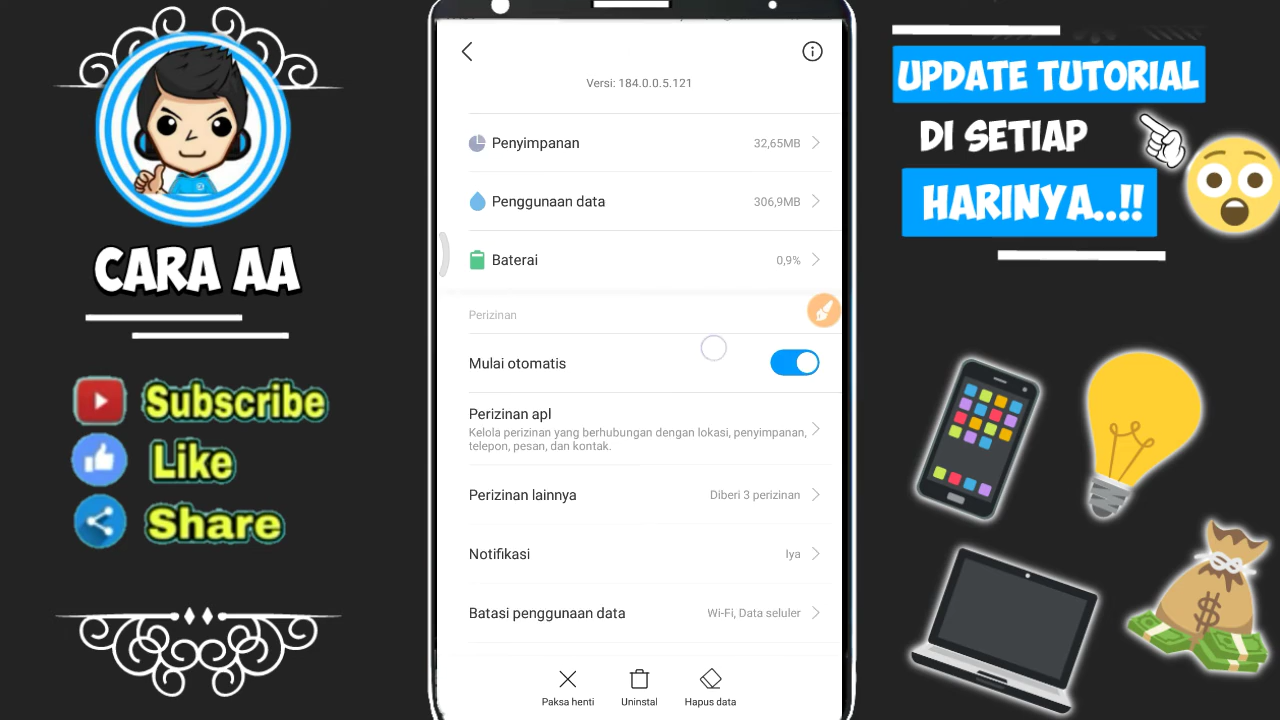 CARA AA
Subscribe
Like
Share
Versi: 184.0.0.5.121
Penyimpanan 32,65MB
Penggunaan data 306,9MB
Baterai 0,9%
Perizinan
Mulai otomatis
Perizinan apl
Kelola perizinan yang berhubungan dengan lokasi, penyimpanan,
telepon, pesan, dan kontak.
Perizinan lainnya Diberi 3 perizinan
Notifikasi Iya
Batasi penggunaan data Wi-Fi, Data seluler
Paksa henti Uninstal Hapus data
UPDATE TUTORIAL
DI SETIAP
HARINYA..!!